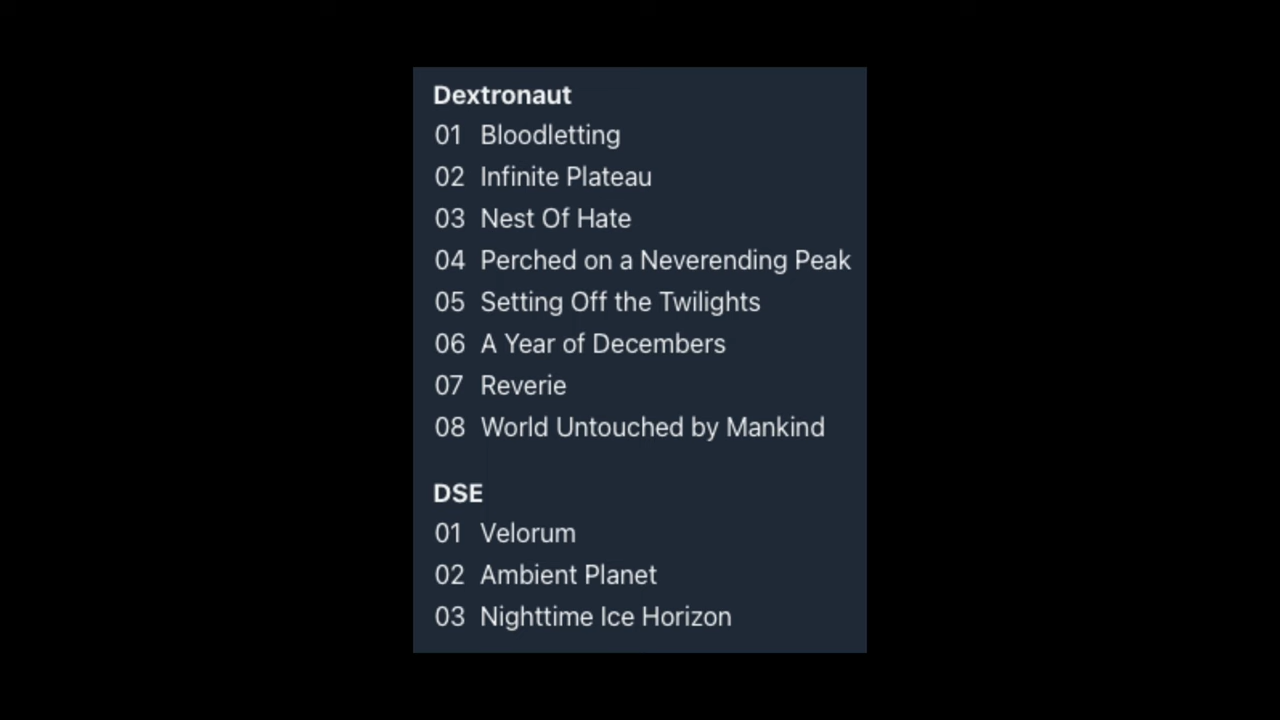 Dextronaut
01 Bloodletting
02 Infinite Plateau
03 Nest Of Hate
04 Perched on a Neverending Peak
05 Setting Off the Twilights
06 A Year of Decembers
07 Reverie
08 World Untouched by Mankind
DSE
01 Velorum
02 Ambient Planet
03 Nighttime Ice Horizon